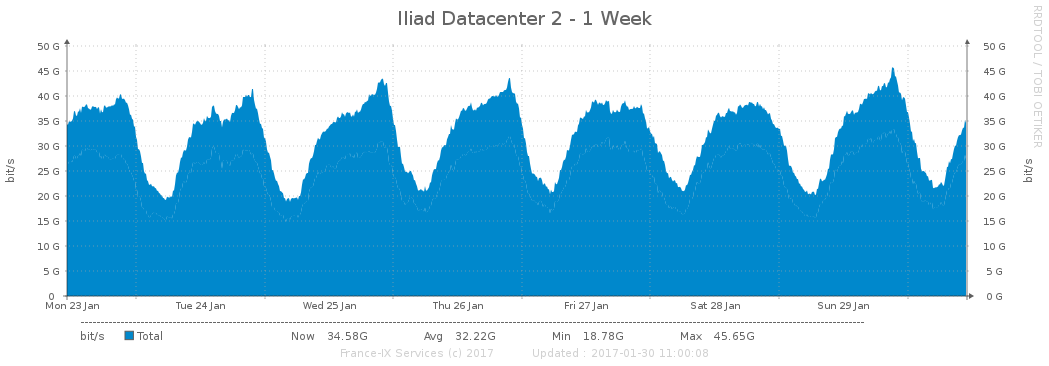 Iliad Datacenter 2 - 1 Week
RRDTOOL / TOBI OETIKER
bit/s
50 G 50 G
45 G 45 G
40 G 40 G
35 G 35 G
30 G 30 G
25 G 25 G
20 G 20 G
15 G 15 G
10 G 10 G
5 G 5 G
0 0 G
bit/s
Mon 23 Jan Tue 24 Jan Wed 25 Jan Thu 26 Jan Fri 27 Jan Sat 28 Jan Sun 29 Jan
bit/s Total Now 34.58G Avg 32.22G Min 18.78G Max 45.65G
France-IX Services (c) 2017 Updated : 2017-01-30 11:00:08